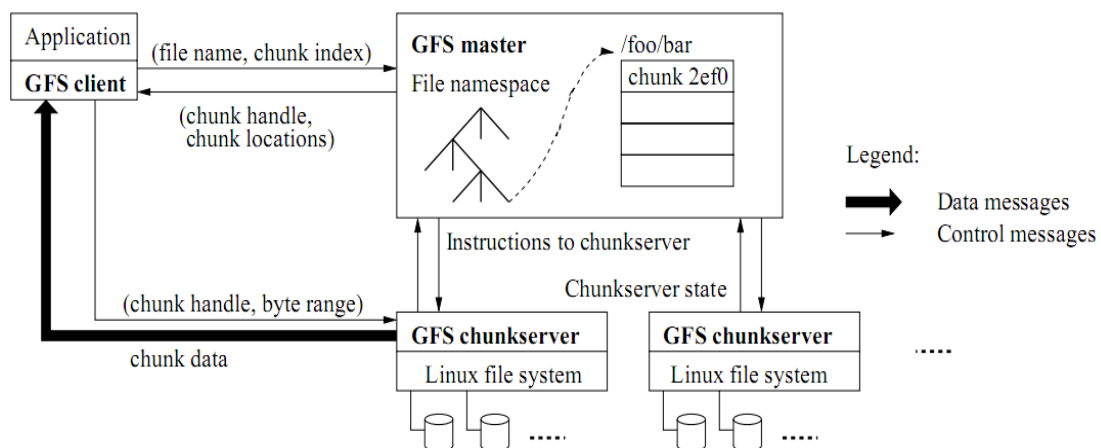 Application
GFS client
(file name, chunk index)
(chunk handle,
chunk locations)
GFS master
File namespace
/foo/bar
chunk 2ef0
Legend:
Data messages
Control messages
Instructions to chunkserver
Chunkserver state
(chunk handle, byte range)
chunk data
GFS chunkserver
Linux file system
GFS chunkserver
Linux file system